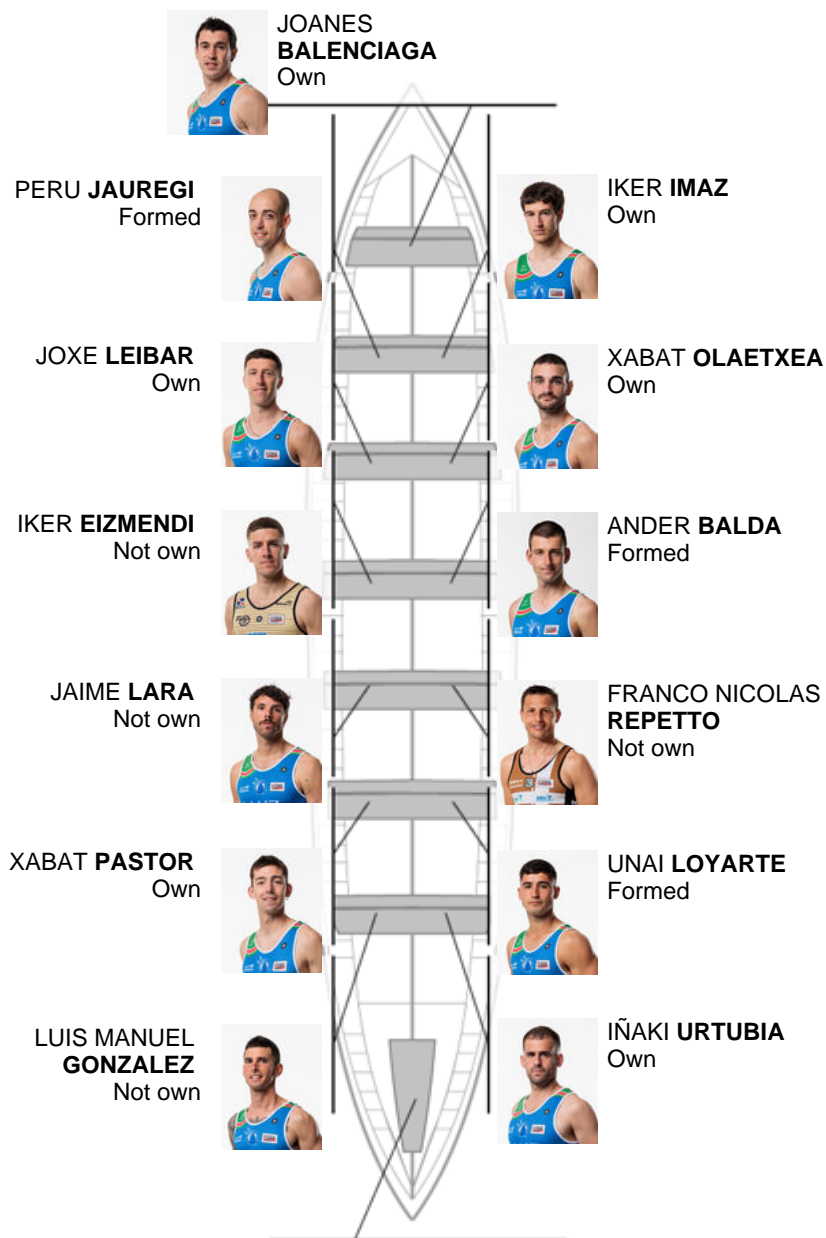 JOANES
BALENCIAGA
Own
PERU JAUREGI
Formed
IKER IMAZ
Own
JOXE LEIBAR
Own
XABAT OLAETXEA
Own
IKER EIZMENDI
Not own
ANDER BALDA
Formed
JAIME LARA
Not own
FRANCO NICOLAS
REPETTO
Not own
XABAT PASTOR
Own
UNAI LOYARTE
Formed
LUIS MANUEL
GONZALEZ
Not own
IÑAKI URTUBIA
Own